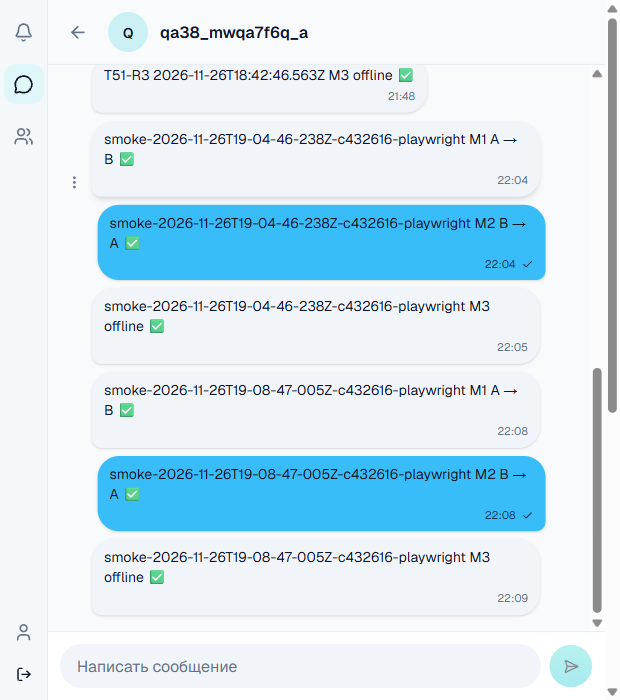 Q
qa38_mwqa7f6q_a
T51-R3 2026-11-26T18:42:46.563Z M3 offline ✅
21:48
smoke-2026-11-26T19-04-46-238Z-c432616-playwright M1 A →
B ✅
22:04
smoke-2026-11-26T19-04-46-238Z-c432616-playwright M2 B →
A ✅
22:04 ✓
smoke-2026-11-26T19-04-46-238Z-c432616-playwright M3
offline ✅
22:05
smoke-2026-11-26T19-08-47-005Z-c432616-playwright M1 A →
B ✅
22:08
smoke-2026-11-26T19-08-47-005Z-c432616-playwright M2 B →
A ✅
22:08 ✓
smoke-2026-11-26T19-08-47-005Z-c432616-playwright M3
offline ✅
22:09
Написать сообщение